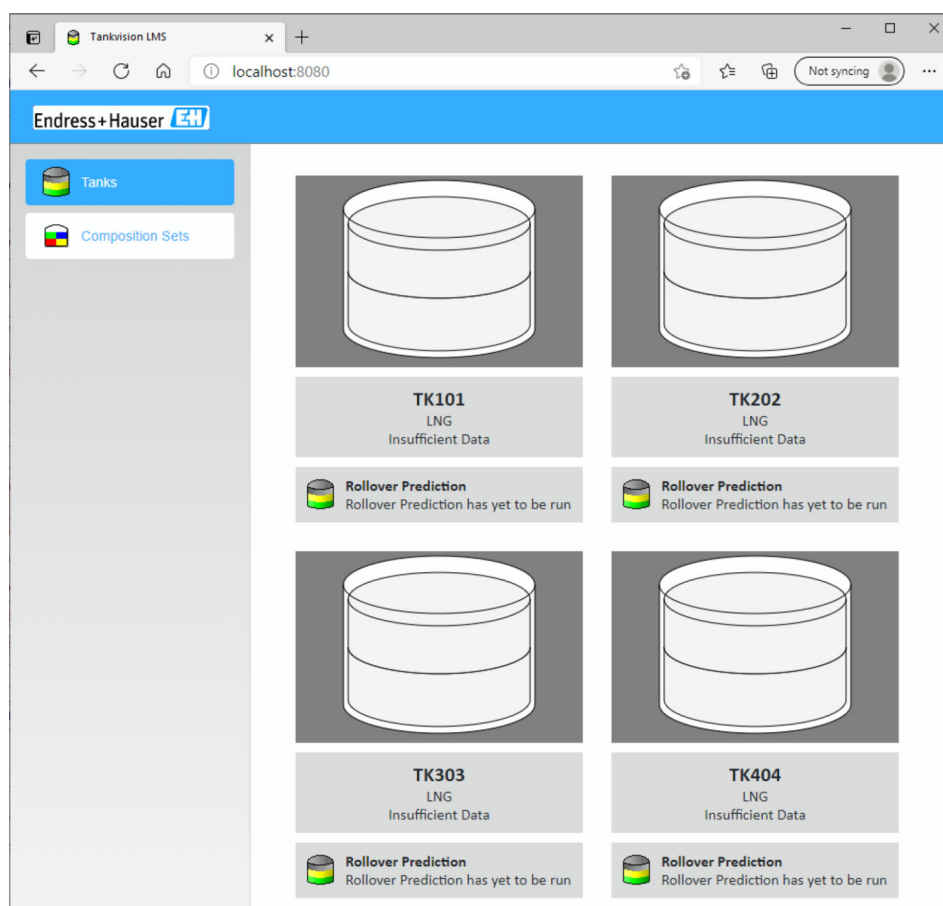 Tankvision LMS
localhost:8080
Not syncing
Endress+Hauser EH
Tanks
Composition Sets
TK101
LNG
Insufficient Data
Rollover Prediction
Rollover Prediction has yet to be run
TK202
LNG
Insufficient Data
Rollover Prediction
Rollover Prediction has yet to be run
TK303
LNG
Insufficient Data
Rollover Prediction
Rollover Prediction has yet to be run
TK404
LNG
Insufficient Data
Rollover Prediction
Rollover Prediction has yet to be run